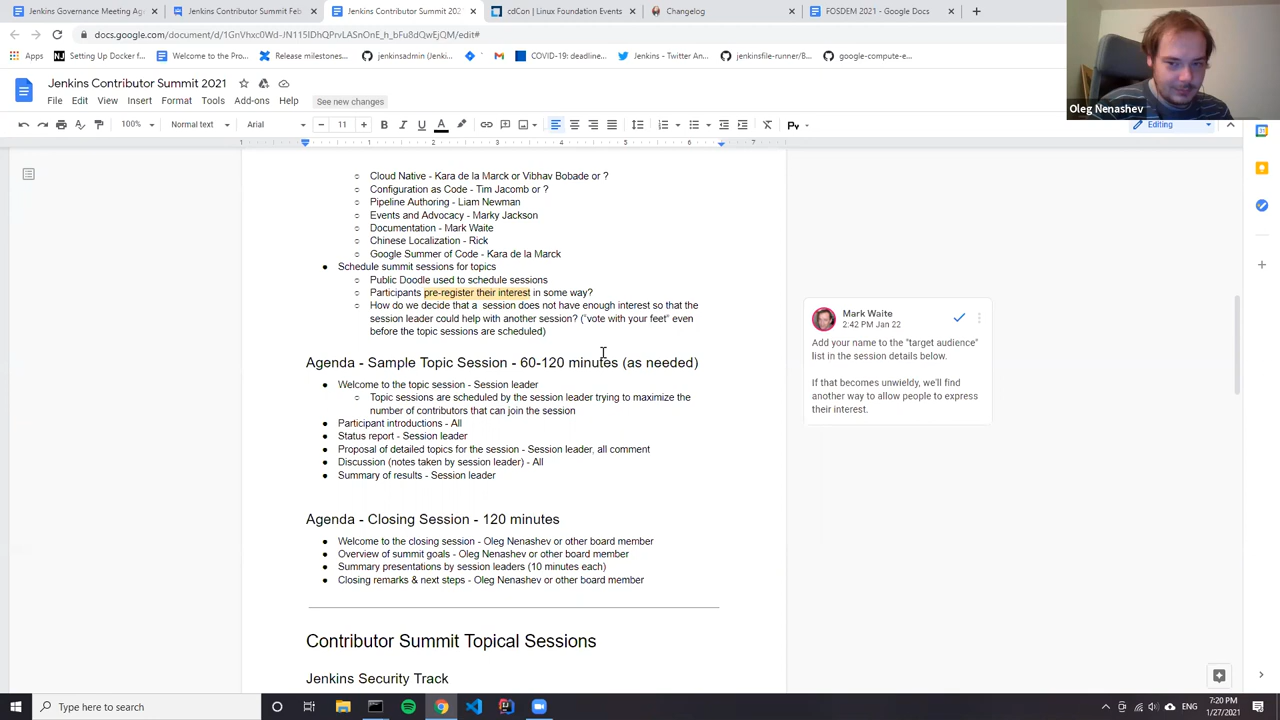 Jenkins Governance Meeting Ag
Jenkins Contributor Summit Feb
Jenkins Contributor Summit 202
cdCon | Linux Foundation Events
Changelog
FOSDEM 2021 - Google Docs
docs.google.com/document/d/1GnVhxc0Wd-JN115IDhQPrvLASnOnE_h_bFu8dQwEjQM/edit#
Apps
Setting Up Docker f...
Welcome to the Pro...
Release milestones...
jenkinsadmin (Jenki...
COVID-19: deadline...
Jenkins - Twitter An...
jenkinsfile-runner/B...
google-compute-e...
Jenkins Contributor Summit 2021
File Edit View Insert Format Tools Add-ons Help See new changes
100% Normal text Arial 11 Editing
Oleg Nenashev
1 1 2 3 4 5 6 7
Cloud Native - Kara de la Marck or Vibhav Bobade or ?
Configuration as Code - Tim Jacomb or ?
Pipeline Authoring - Liam Newman
Events and Advocacy - Marky Jackson
Documentation - Mark Waite
Chinese Localization - Rick
Google Summer of Code - Kara de la Marck
Schedule summit sessions for topics
Public Doodle used to schedule sessions
Participants pre-register their interest in some way?
How do we decide that a session does not have enough interest so that the
session leader could help with another session? ("vote with your feet" even
before the topic sessions are scheduled)
Agenda - Sample Topic Session - 60-120 minutes (as needed)
Welcome to the topic session - Session leader
Topic sessions are scheduled by the session leader trying to maximize the
number of contributors that can join the session
Participant introductions - All
Status report - Session leader
Proposal of detailed topics for the session - Session leader, all comment
Discussion (notes taken by session leader) - All
Summary of results - Session leader
Agenda - Closing Session - 120 minutes
Welcome to the closing session - Oleg Nenashev or other board member
Overview of summit goals - Oleg Nenashev or other board member
Summary presentations by session leaders (10 minutes each)
Closing remarks & next steps - Oleg Nenashev or other board member
Contributor Summit Topical Sessions
Jenkins Security Track
Mark Waite
2:42 PM Jan 22
Add your name to the "target audience"
list in the session details below.
If that becomes unwieldy, we'll find
another way to allow people to express
their interest.
Type here to search
ENG
7:20 PM
1/27/2021